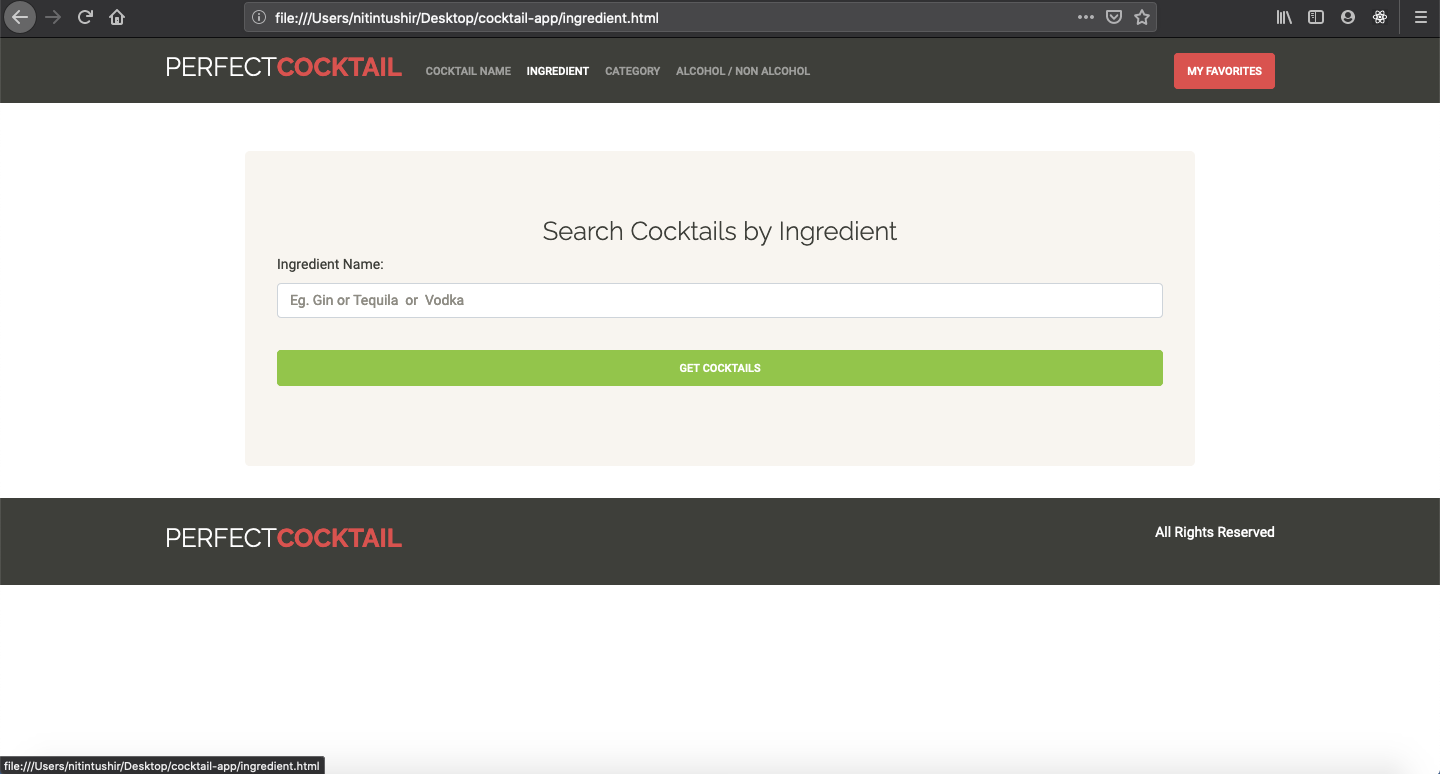 file:///Users/nitintushir/Desktop/cocktail-app/ingredient.html
PERFECTCOCKTAIL COCKTAIL NAME INGREDIENT CATEGORY ALCOHOL / NON ALCOHOL MY FAVORITES
Search Cocktails by Ingredient
Ingredient Name:
Eg. Gin or Tequila  or  Vodka
GET COCKTAILS
PERFECTCOCKTAIL All Rights Reserved
file:///Users/nitintushir/Desktop/cocktail-app/ingredient.html